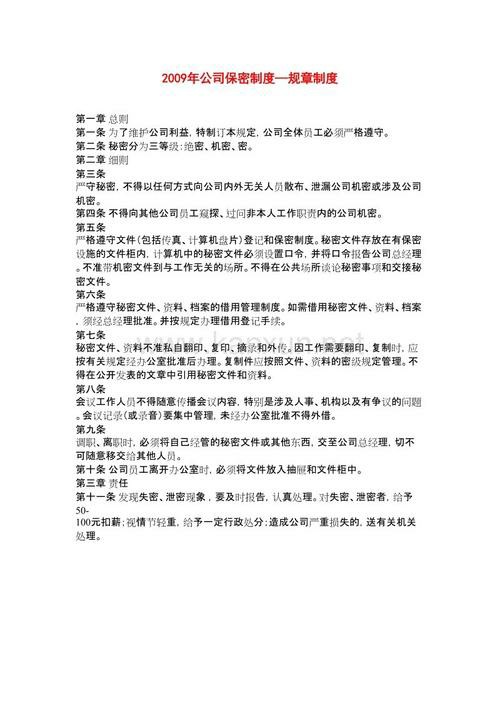 2009年公司保密制度—规章制度
第一章 总则
第一条 为了维护公司利益，特制订本规定，公司全体员工必须严格遵守。
第二条 秘密分为三等级：绝密、机密、密。
第二章 细则
第三条
严守秘密，不得以任何方式向公司内外无关人员散布、泄漏公司机密或涉及公司
机密。
第四条 不得向其他公司员工窥探、过问非本人工作职责内的公司机密。
第五条
严格遵守文件（包括传真、计算机盘片）登记和保密制度。秘密文件存放在有保密
设施的文件柜内，计算机中的秘密文件必须设置口令，并将口令报告公司总经理
。不准带机密文件到与工作无关的场所。不得在公共场所谈论秘密事项和交接秘
密文件。
第六条
严格遵守秘密文件、资料、档案的借用管理制度。如需借用秘密文件、资料、档案
，须经总经理批准。并按规定办理借用登记手续。
第七条
秘密文件、资料不准私自翻印、复印、摘录和外传。因工作需要翻印、复制时，应
按有关规定经办公室批准后办理。复制件应按照文件、资料的密级规定管理。不
得在公开发表的文章中引用秘密文件和资料。
第八条
会议工作人员不得随意传播会议内容，特别是涉及人事、机构以及有争议的问题
。会议记录（或录音）要集中管理，未经办公室批准不得外借。
第九条
调职、离职时，必须将自己经管的秘密文件或其他东西，交至公司总经理，切不
可随意移交给其他人员。
第十条 公司员工离开办公室时，必须将文件放入抽屉和文件柜中。
第三章 责任
第十一条 发现失密、泄密现象，要及时报告，认真处理。对失密、泄密者，给予
50-
100元扣薪；视情节轻重，给予一定行政处分；造成公司严重损失的，送有关机关
处理。